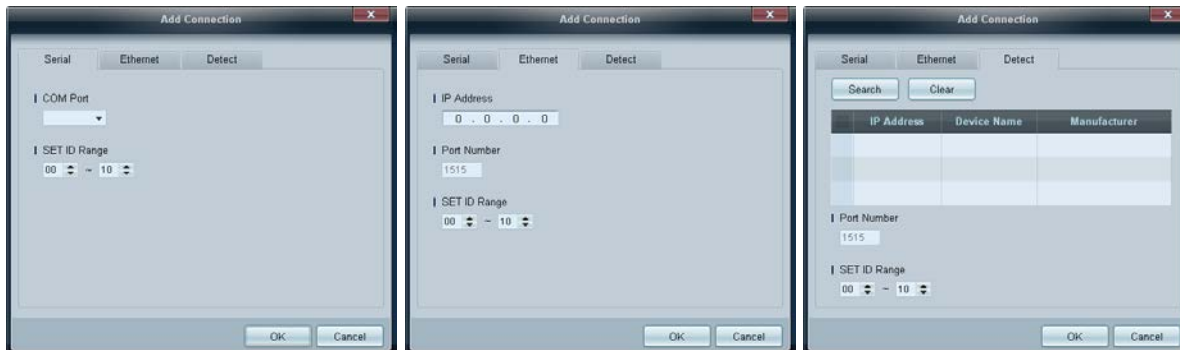 Add Connection
X
Serial Ethernet Detect
COM Port
SET ID Range
00 ~ 10
OK Cancel
Add Connection
X
Serial Ethernet Detect
IP Address
0 . 0 . 0 . 0
Port Number
1515
SET ID Range
00 ~ 10
OK Cancel
Add Connection
X
Serial Ethernet Detect
Search Clear
IP Address Device Name Manufacturer
Port Number
1515
SET ID Range
00 ~ 10
OK Cancel